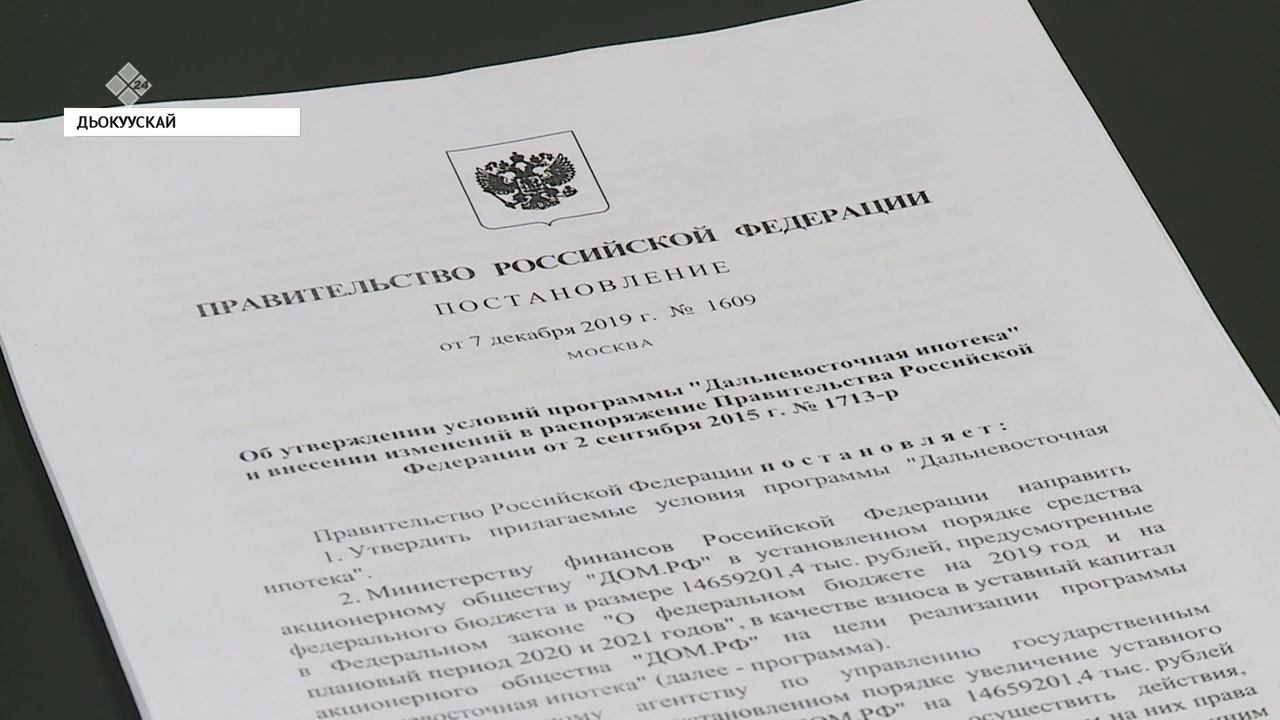 24
ДЬОКУУСКАЙ
ПРАВИТЕЛЬСТВО РОССИЙСКОЙ ФЕДЕРАЦИИ
ПОСТАНОВЛЕНИЕ
от 7 декабря 2019 г. № 1609
МОСКВА
Об утверждении условий программы "Дальневосточная ипотека"
и внесении изменений в распоряжение Правительства Российской
Федерации от 2 сентября 2015 г. № 1713-р
Правительство Российской Федерации постановляет:
1. Утвердить прилагаемые условия программы "Дальневосточная
ипотека".
2. Министерству финансов Российской Федерации направить
акционерному обществу "ДОМ.РФ" в установленном порядке средства
федерального бюджета в размере 14659201,4 тыс. рублей, предусмотренные
в Федеральном законе "О федеральном бюджете на 2019 год и на
плановый период 2020 и 2021 годов", в качестве взноса в уставный капитал
акционерного общества "ДОМ.РФ" на цели реализации программы
ипотека" (далее - программа).
агентству по управлению государственным
порядке увеличение уставного
на 14659201,4 тыс. рублей
осуществить действия,
на них права